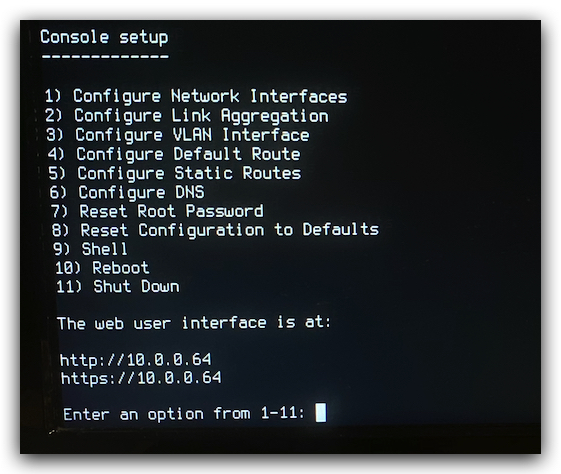 Console setup
-------------
1) Configure Network Interfaces
2) Configure Link Aggregation
3) Configure VLAN Interface
4) Configure Default Route
5) Configure Static Routes
6) Configure DNS
7) Reset Root Password
8) Reset Configuration to Defaults
9) Shell
10) Reboot
11) Shut Down
The web user interface is at:
http://10.0.0.64
https://10.0.0.64
Enter an option from 1-11: